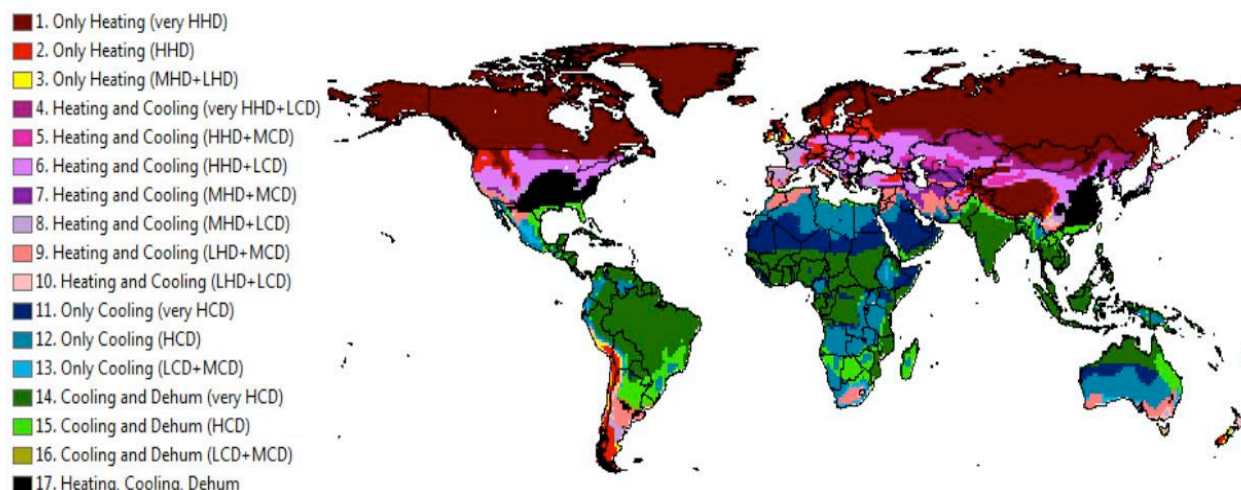 1. Only Heating (very HHD)
2. Only Heating (HHD)
3. Only Heating (MHD+LHD)
4. Heating and Cooling (very HHD+LCD)
5. Heating and Cooling (HHD+MCD)
6. Heating and Cooling (HHD+LCD)
7. Heating and Cooling (MHD+MCD)
8. Heating and Cooling (MHD+LCD)
9. Heating and Cooling (LHD+MCD)
10. Heating and Cooling (LHD+LCD)
11. Only Cooling (very HCD)
12. Only Cooling (HCD)
13. Only Cooling (LCD+MCD)
14. Cooling and Dehum (very HCD)
15. Cooling and Dehum (HCD)
16. Cooling and Dehum (LCD+MCD)
17. Heating, Cooling, Dehum